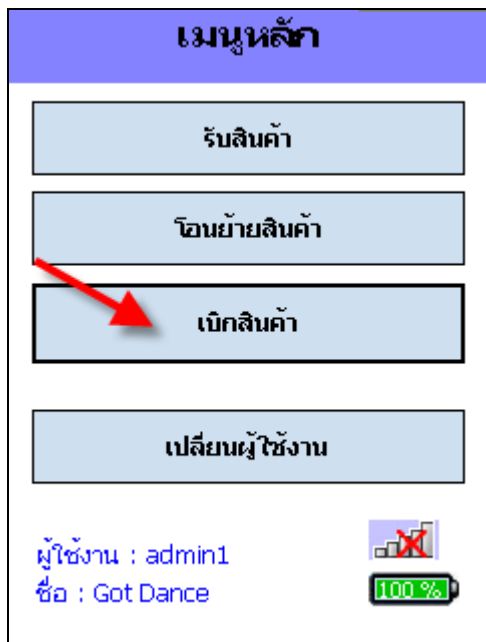 เมนูหลัก
รับสินค้า
โอนย้ายสินค้า
เบิกสินค้า
เปลี่ยนผู้ใช้งาน
ผู้ใช้งาน : admin1
ชื่อ : Got Dance
100 %